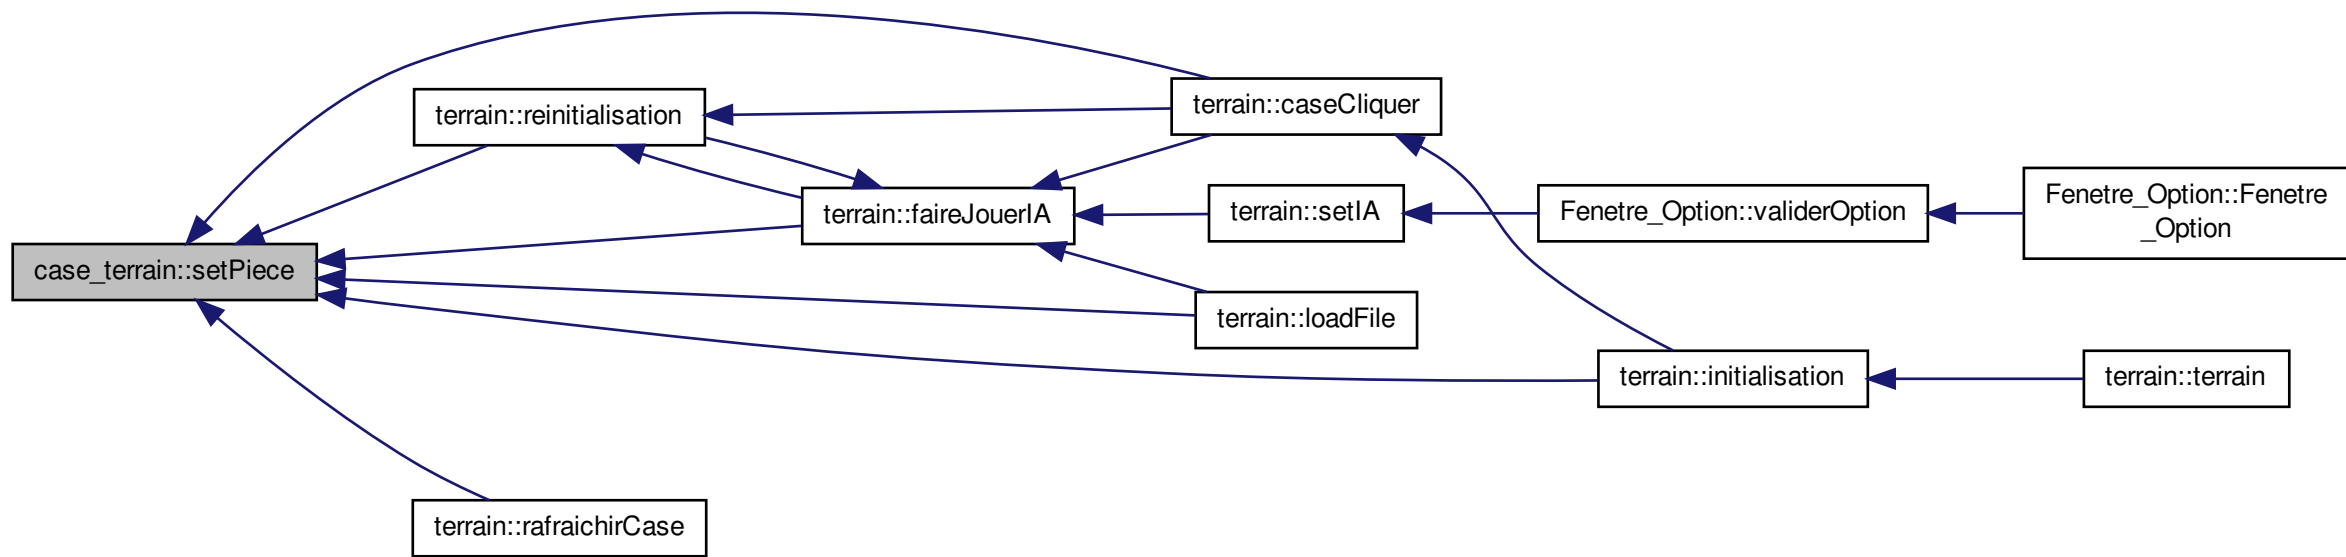 case_terrain::setPiece
terrain::reinitialisation
terrain::faireJouerIA
terrain::caseCliquer
terrain::setIA
terrain::loadFile
Fenetre_Option::validerOption
Fenetre_Option::Fenetre
_Option
terrain::initialisation
terrain::terrain
terrain::rafraichirCase